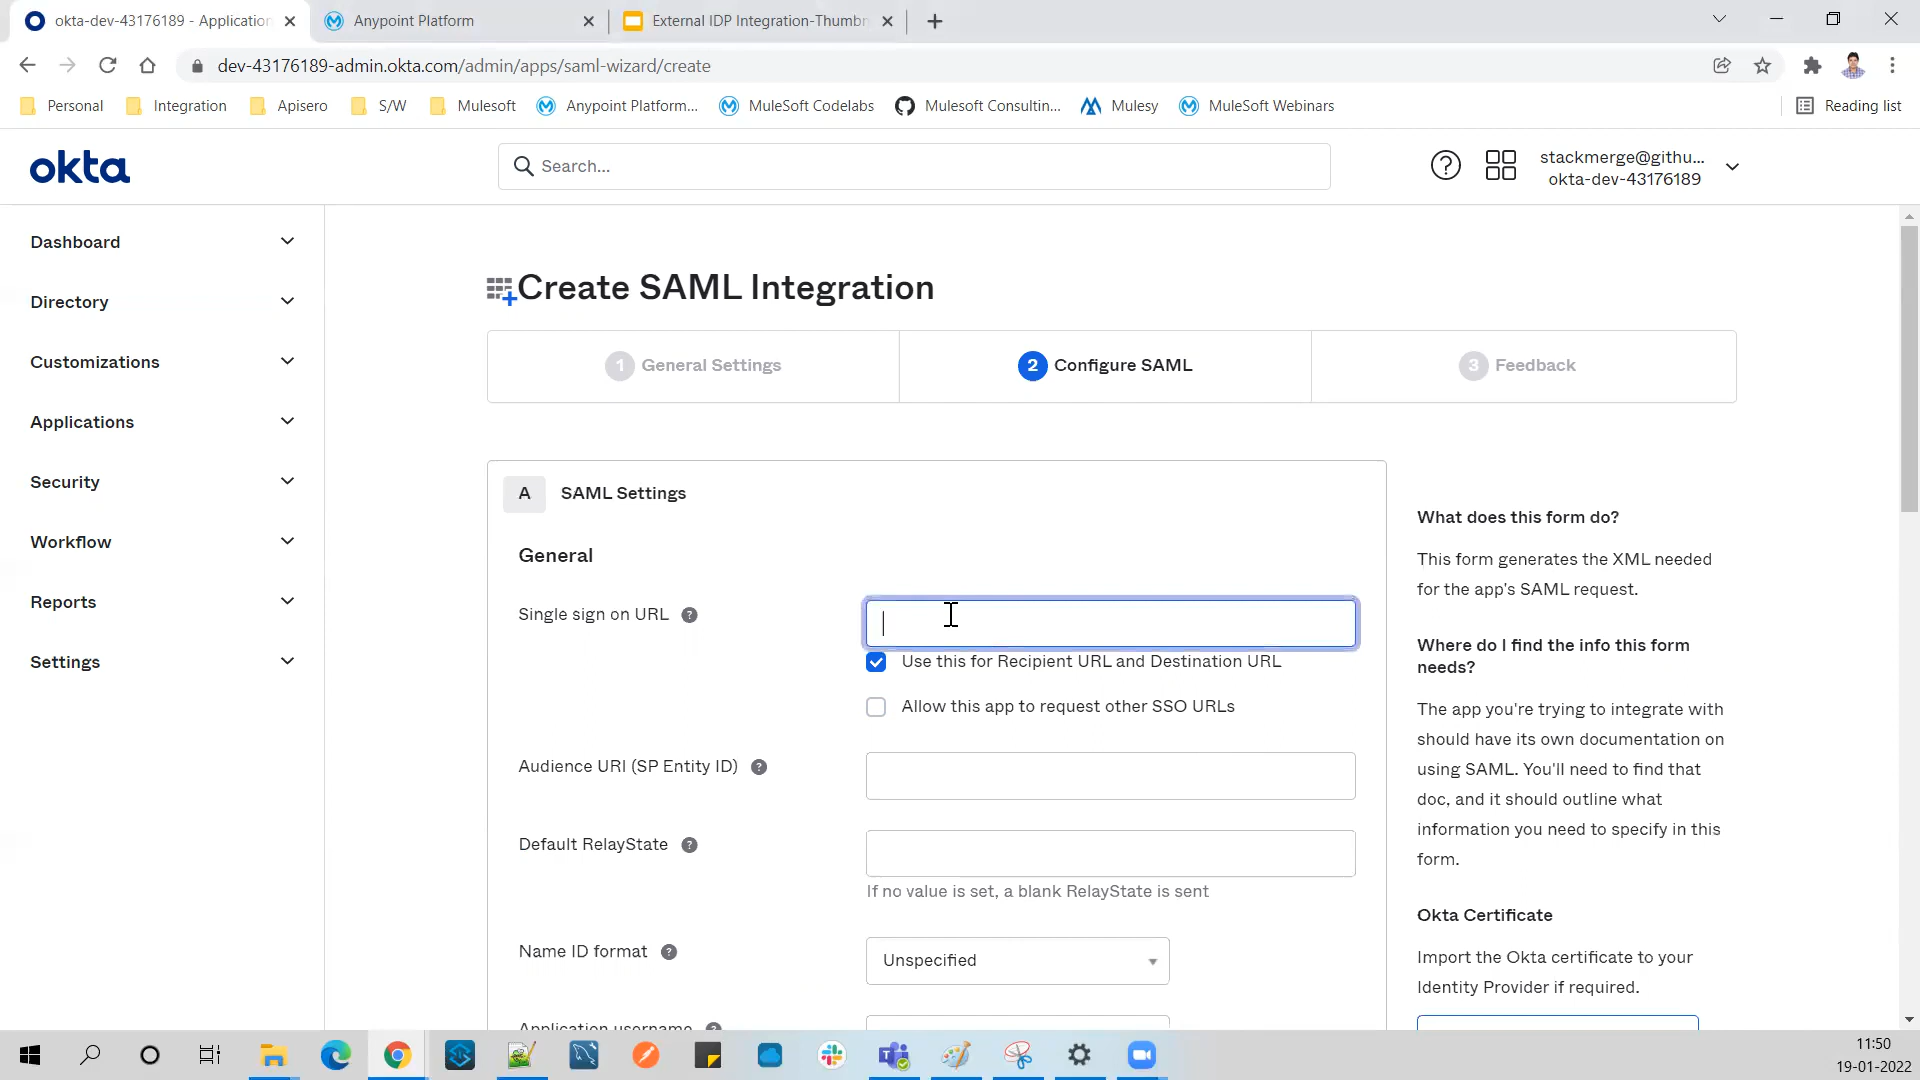 okta-dev-43176189 - Application
Anypoint Platform
External IDP Integration-Thumbn
dev-43176189-admin.okta.com/admin/apps/saml-wizard/create
Personal
Integration
Apisero
S/W
Mulesoft
Anypoint Platform...
MuleSoft Codelabs
Mulesoft Consultin...
Mulesy
MuleSoft Webinars
Reading list
okta
Search...
stackmerge@githu...
okta-dev-43176189
Dashboard
Directory
Customizations
Applications
Security
Workflow
Reports
Settings
Create SAML Integration
1 General Settings
2 Configure SAML
3 Feedback
A SAML Settings
General
Single sign on URL
Use this for Recipient URL and Destination URL
Allow this app to request other SSO URLs
Audience URI (SP Entity ID)
Default RelayState
If no value is set, a blank RelayState is sent
Name ID format
Unspecified
Application username
What does this form do?
This form generates the XML needed
for the app's SAML request.
Where do I find the info this form
needs?
The app you're trying to integrate with
should have its own documentation on
using SAML. You'll need to find that
doc, and it should outline what
information you need to specify in this
form.
Okta Certificate
Import the Okta certificate to your
Identity Provider if required.
11:50
19-01-2022